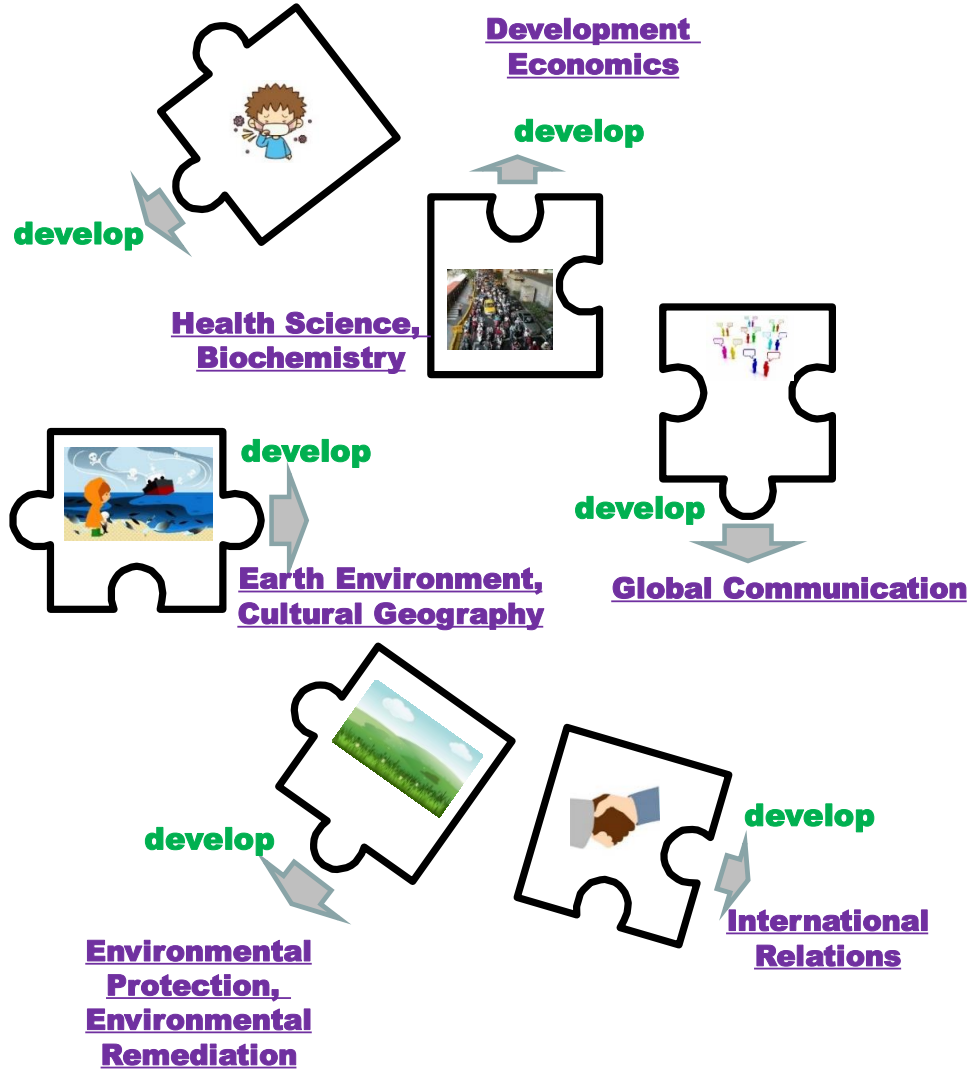 Development
Economics
develop
develop
Health Science,
Biochemistry
develop
Earth Environment,
Cultural Geography
develop
Global Communication
develop
Environmental
Protection,
Environmental
Remediation
develop
International
Relations